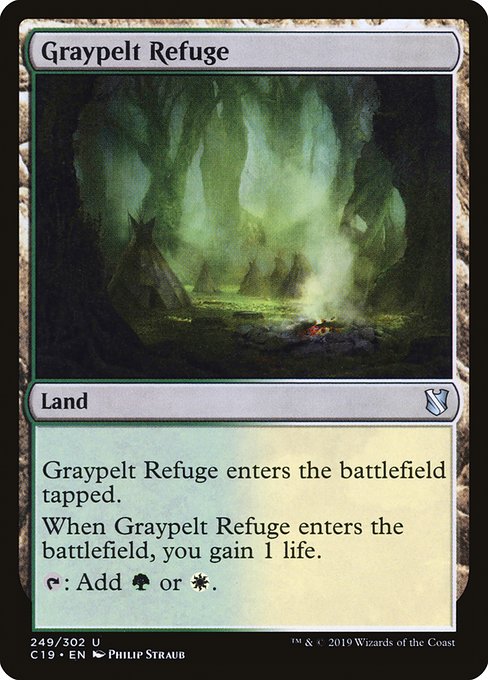 Graypelt Refuge
Land
Graypelt Refuge enters the battlefield
tapped.
When Graypelt Refuge enters the
battlefield, you gain 1 life.
: Add or .
249/302 U
C19 • EN Philip Straub
™ & © 2019 Wizards of the Coast